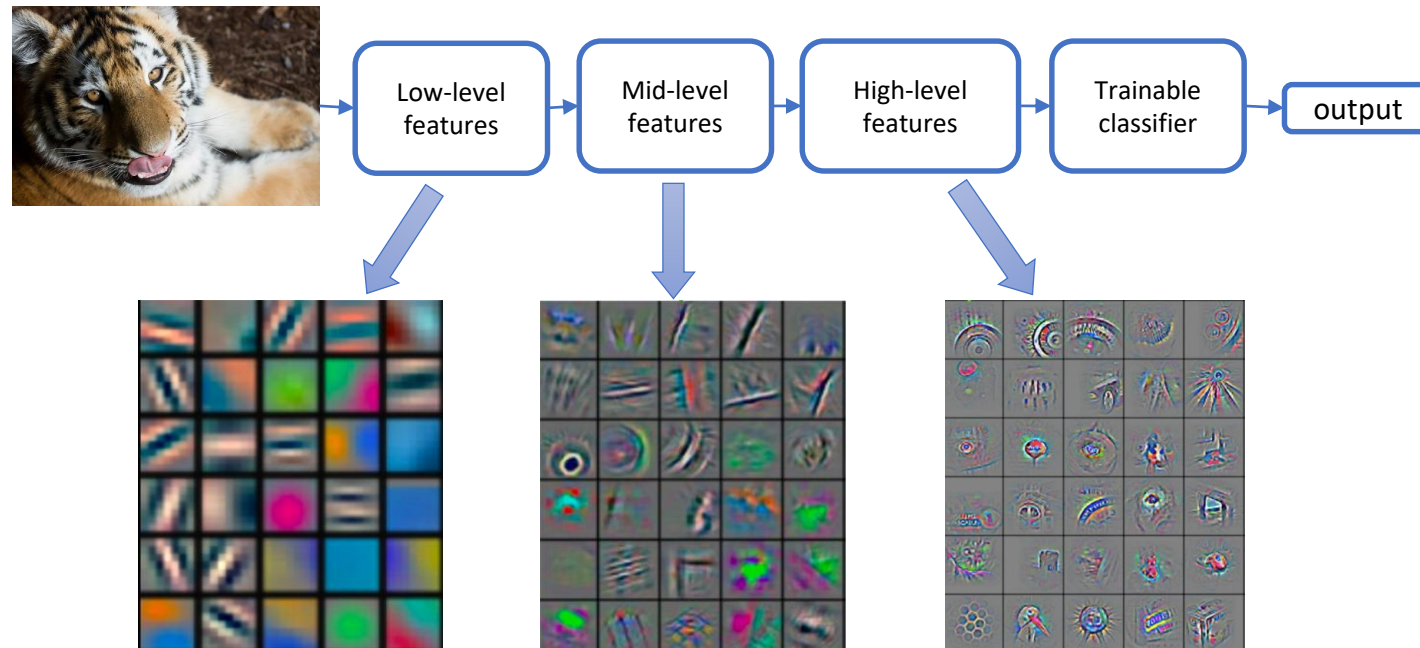 Low-level
features
Mid-level
features
High-level
features
Trainable
classifier
output